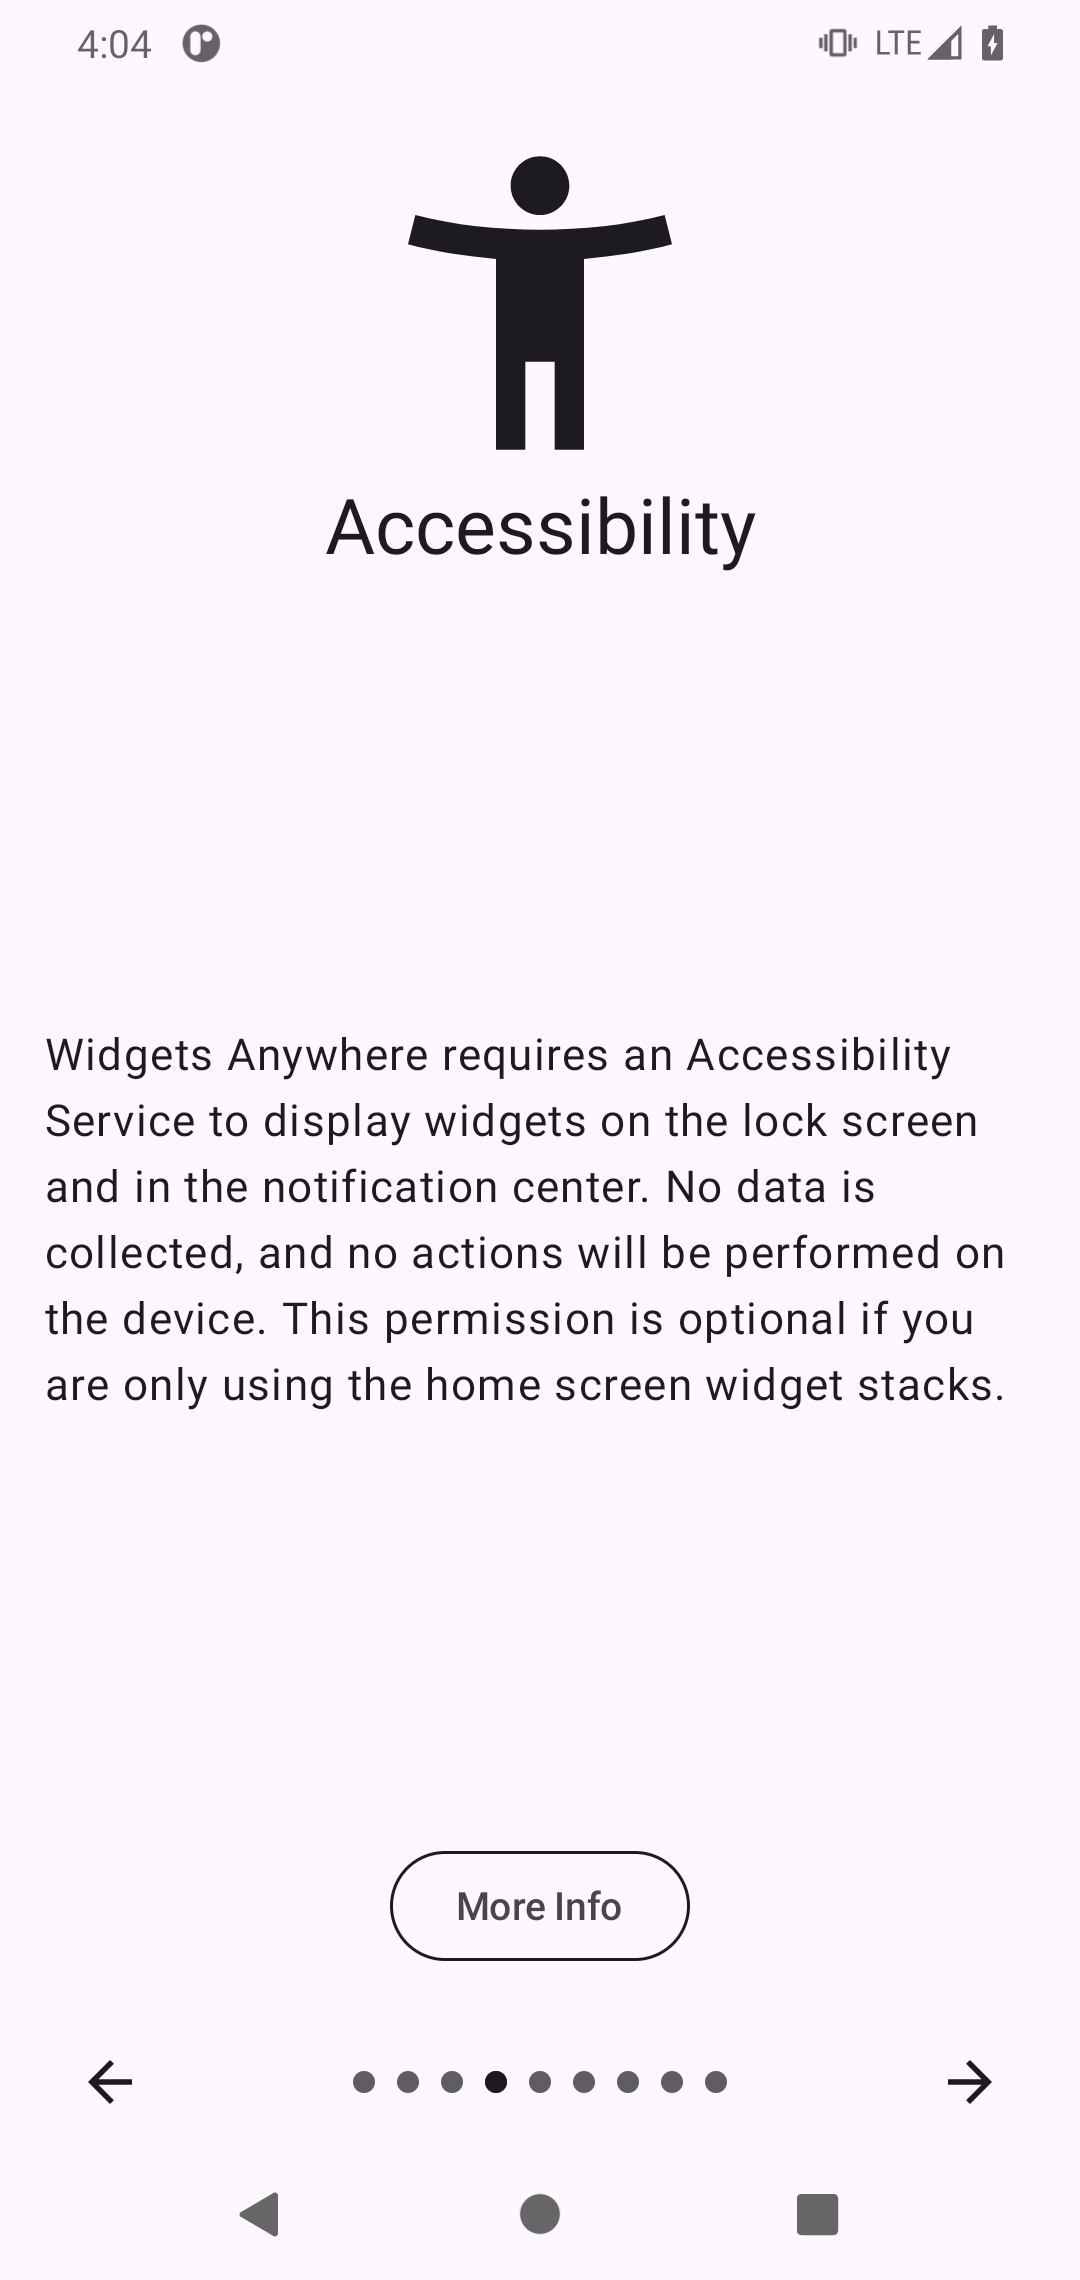 4:04
LTE
Accessibility
Widgets Anywhere requires an Accessibility
Service to display widgets on the lock screen
and in the notification center. No data is
collected, and no actions will be performed on
the device. This permission is optional if you
are only using the home screen widget stacks.
More Info